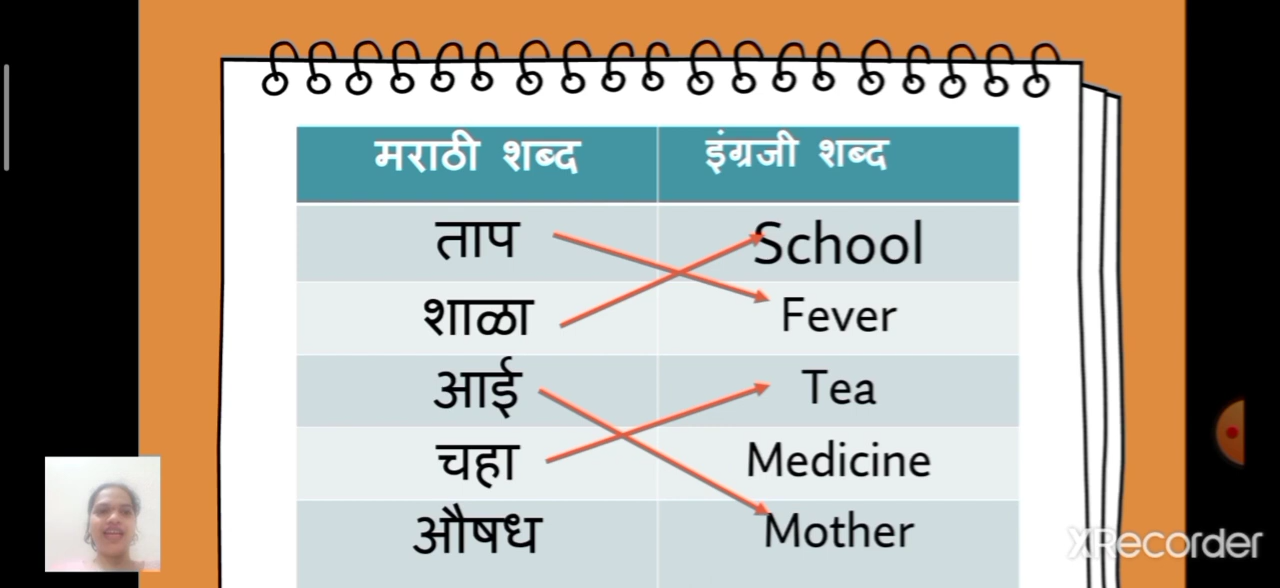 मराठी शब्द इंग्रजी शब्द
ताप School
शाळा Fever
आई Tea
चहा Medicine
औषध Mother
XRecorder